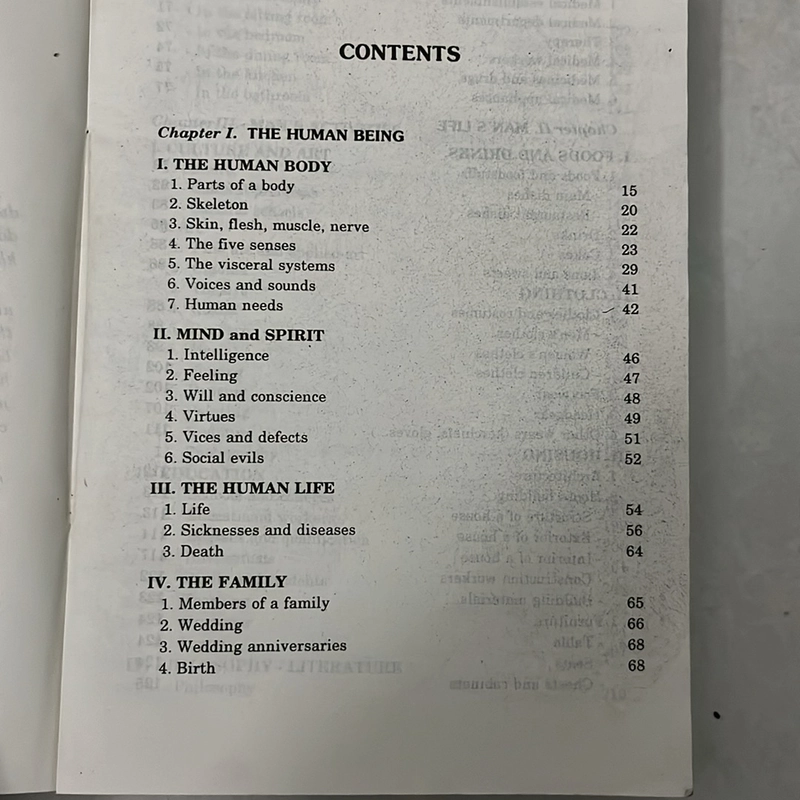 CONTENTS
Chapter I. THE HUMAN BEING
I. THE HUMAN BODY
1. Parts of a body 15
2. Skeleton 20
3. Skin, flesh, muscle, nerve 22
4. The five senses 23
5. The visceral systems 29
6. Voices and sounds 41
7. Human needs 42
II. MIND and SPIRIT
1. Intelligence 46
2. Feeling 47
3. Will and conscience 48
4. Virtues 49
5. Vices and defects 51
6. Social evils 52
III. THE HUMAN LIFE
1. Life 54
2. Sicknesses and diseases 56
3. Death 64
IV. THE FAMILY
1. Members of a family 65
2. Wedding 66
3. Wedding anniversaries 68
4. Birth 68